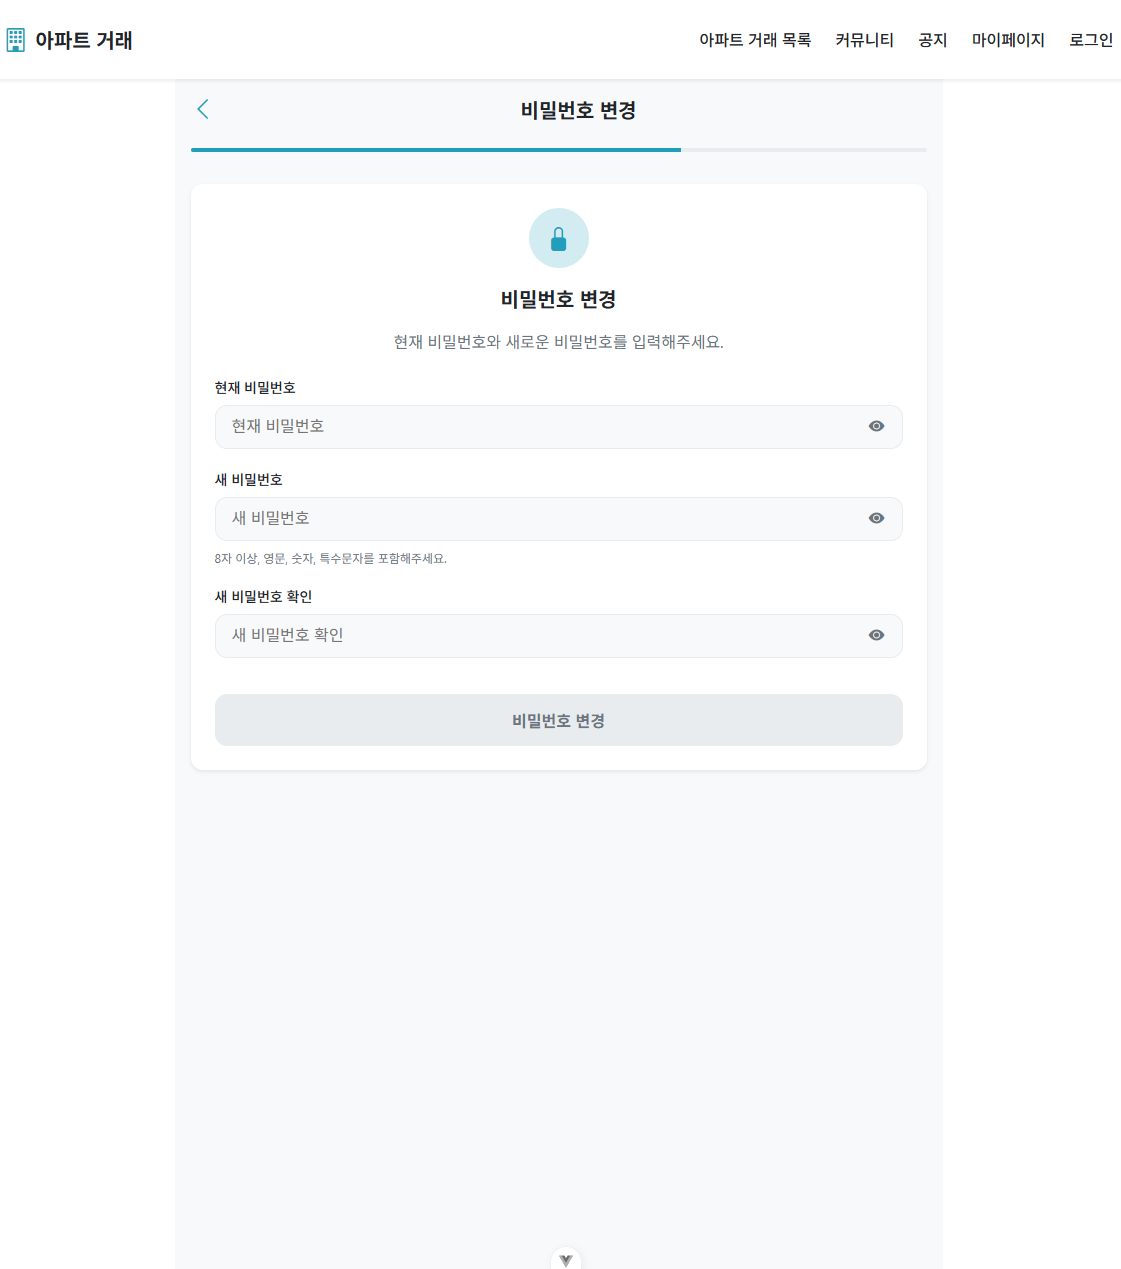 아파트 거래
아파트 거래 목록 커뮤니티 공지 마이페이지 로그인
비밀번호 변경
비밀번호 변경
현재 비밀번호와 새로운 비밀번호를 입력해주세요.
현재 비밀번호
현재 비밀번호
새 비밀번호
새 비밀번호
8자 이상, 영문, 숫자, 특수문자를 포함해주세요.
새 비밀번호 확인
새 비밀번호 확인
비밀번호 변경